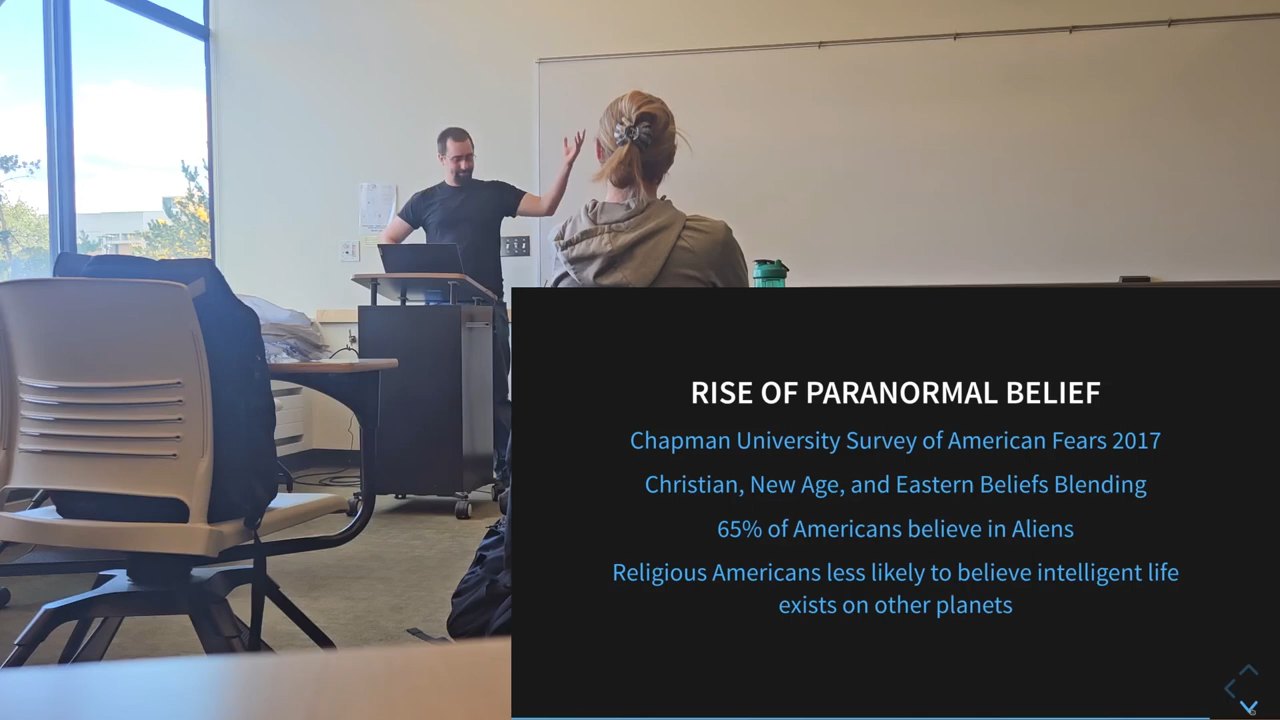 RISE OF PARANORMAL BELIEF
Chapman University Survey of American Fears 2017
Christian, New Age, and Eastern Beliefs Blending
65% of Americans believe in Aliens
Religious Americans less likely to believe intelligent life
exists on other planets